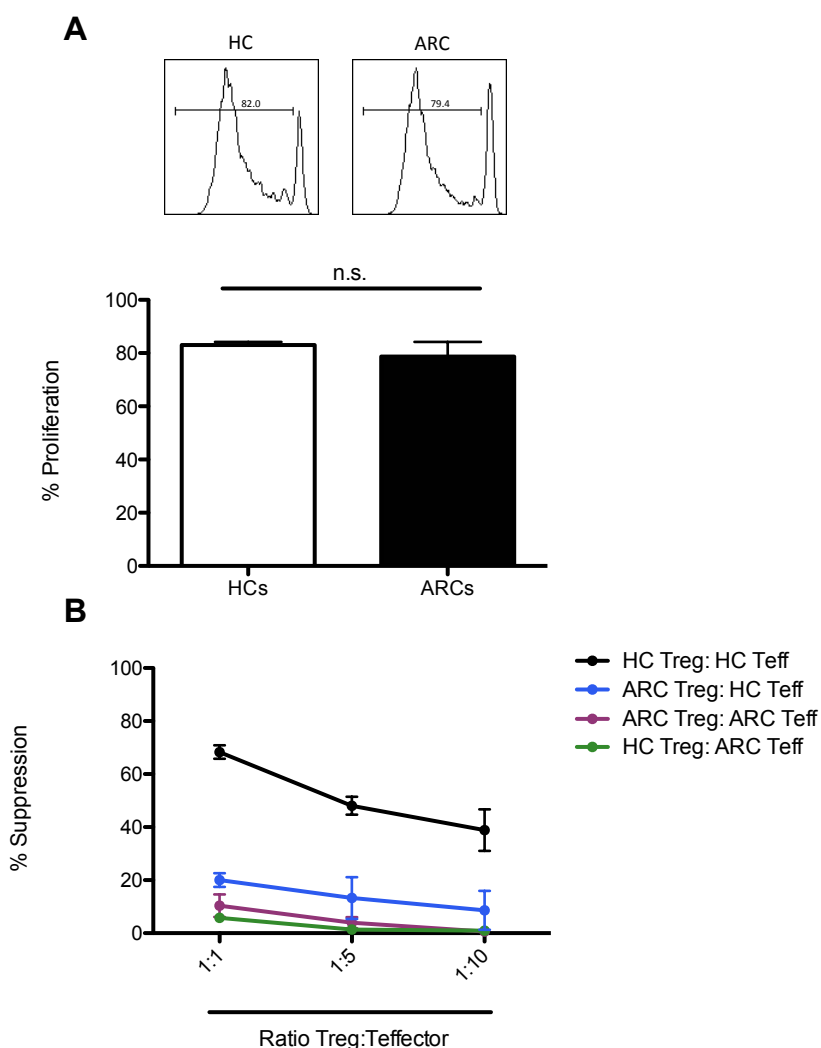 A
HC
ARC
82.0
79.4
n.s.
100
80
60
40
20
0
% Proliferation
HCs
ARCs
B
100
80
60
40
20
0
% Suppression
1:1
1:5
1:10
Ratio Treg:Teffector
HC Treg: HC Teff
ARC Treg: HC Teff
ARC Treg: ARC Teff
HC Treg: ARC Teff